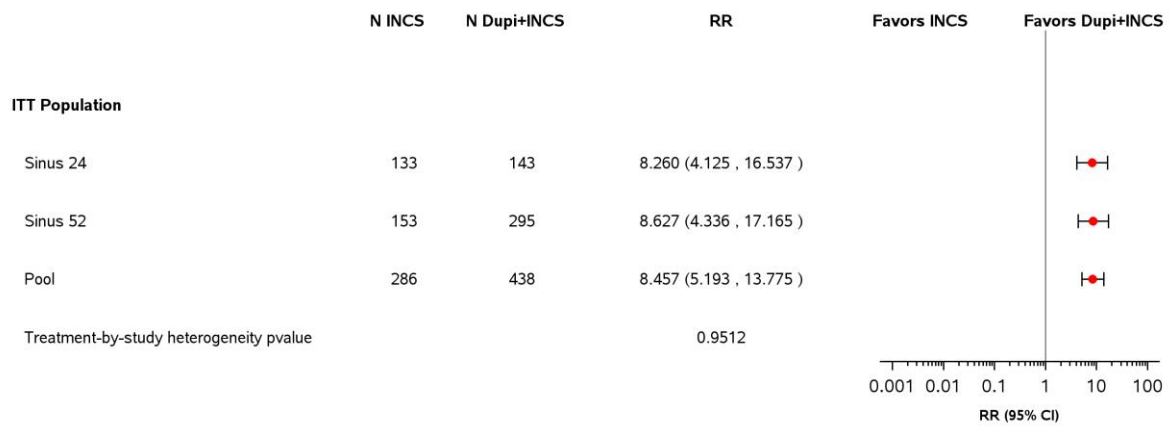 N INCS N Dupi+INCS RR Favors INCS Favors Dupi+INCS
ITT Population
Sinus 24 133 143 8.260 (4.125 , 16.537 )
Sinus 52 153 295 8.627 (4.336 , 17.165 )
Pool 286 438 8.457 (5.193 , 13.775 )
Treatment-by-study heterogeneity pvalue 0.9512
0.001 0.01 0.1 1 10 100
RR (95% CI)